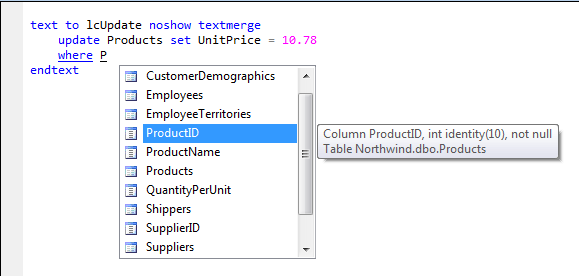 text to lcUpdate noshow textmerge
update Products set UnitPrice = 10.78
where P
endtext
CustomerDemographics
Employees
EmployeeTerritories
ProductID
ProductName
Products
QuantityPerUnit
Shippers
SupplierID
Suppliers
Column ProductID, int identity(10), not null
Table Northwind.dbo.Products